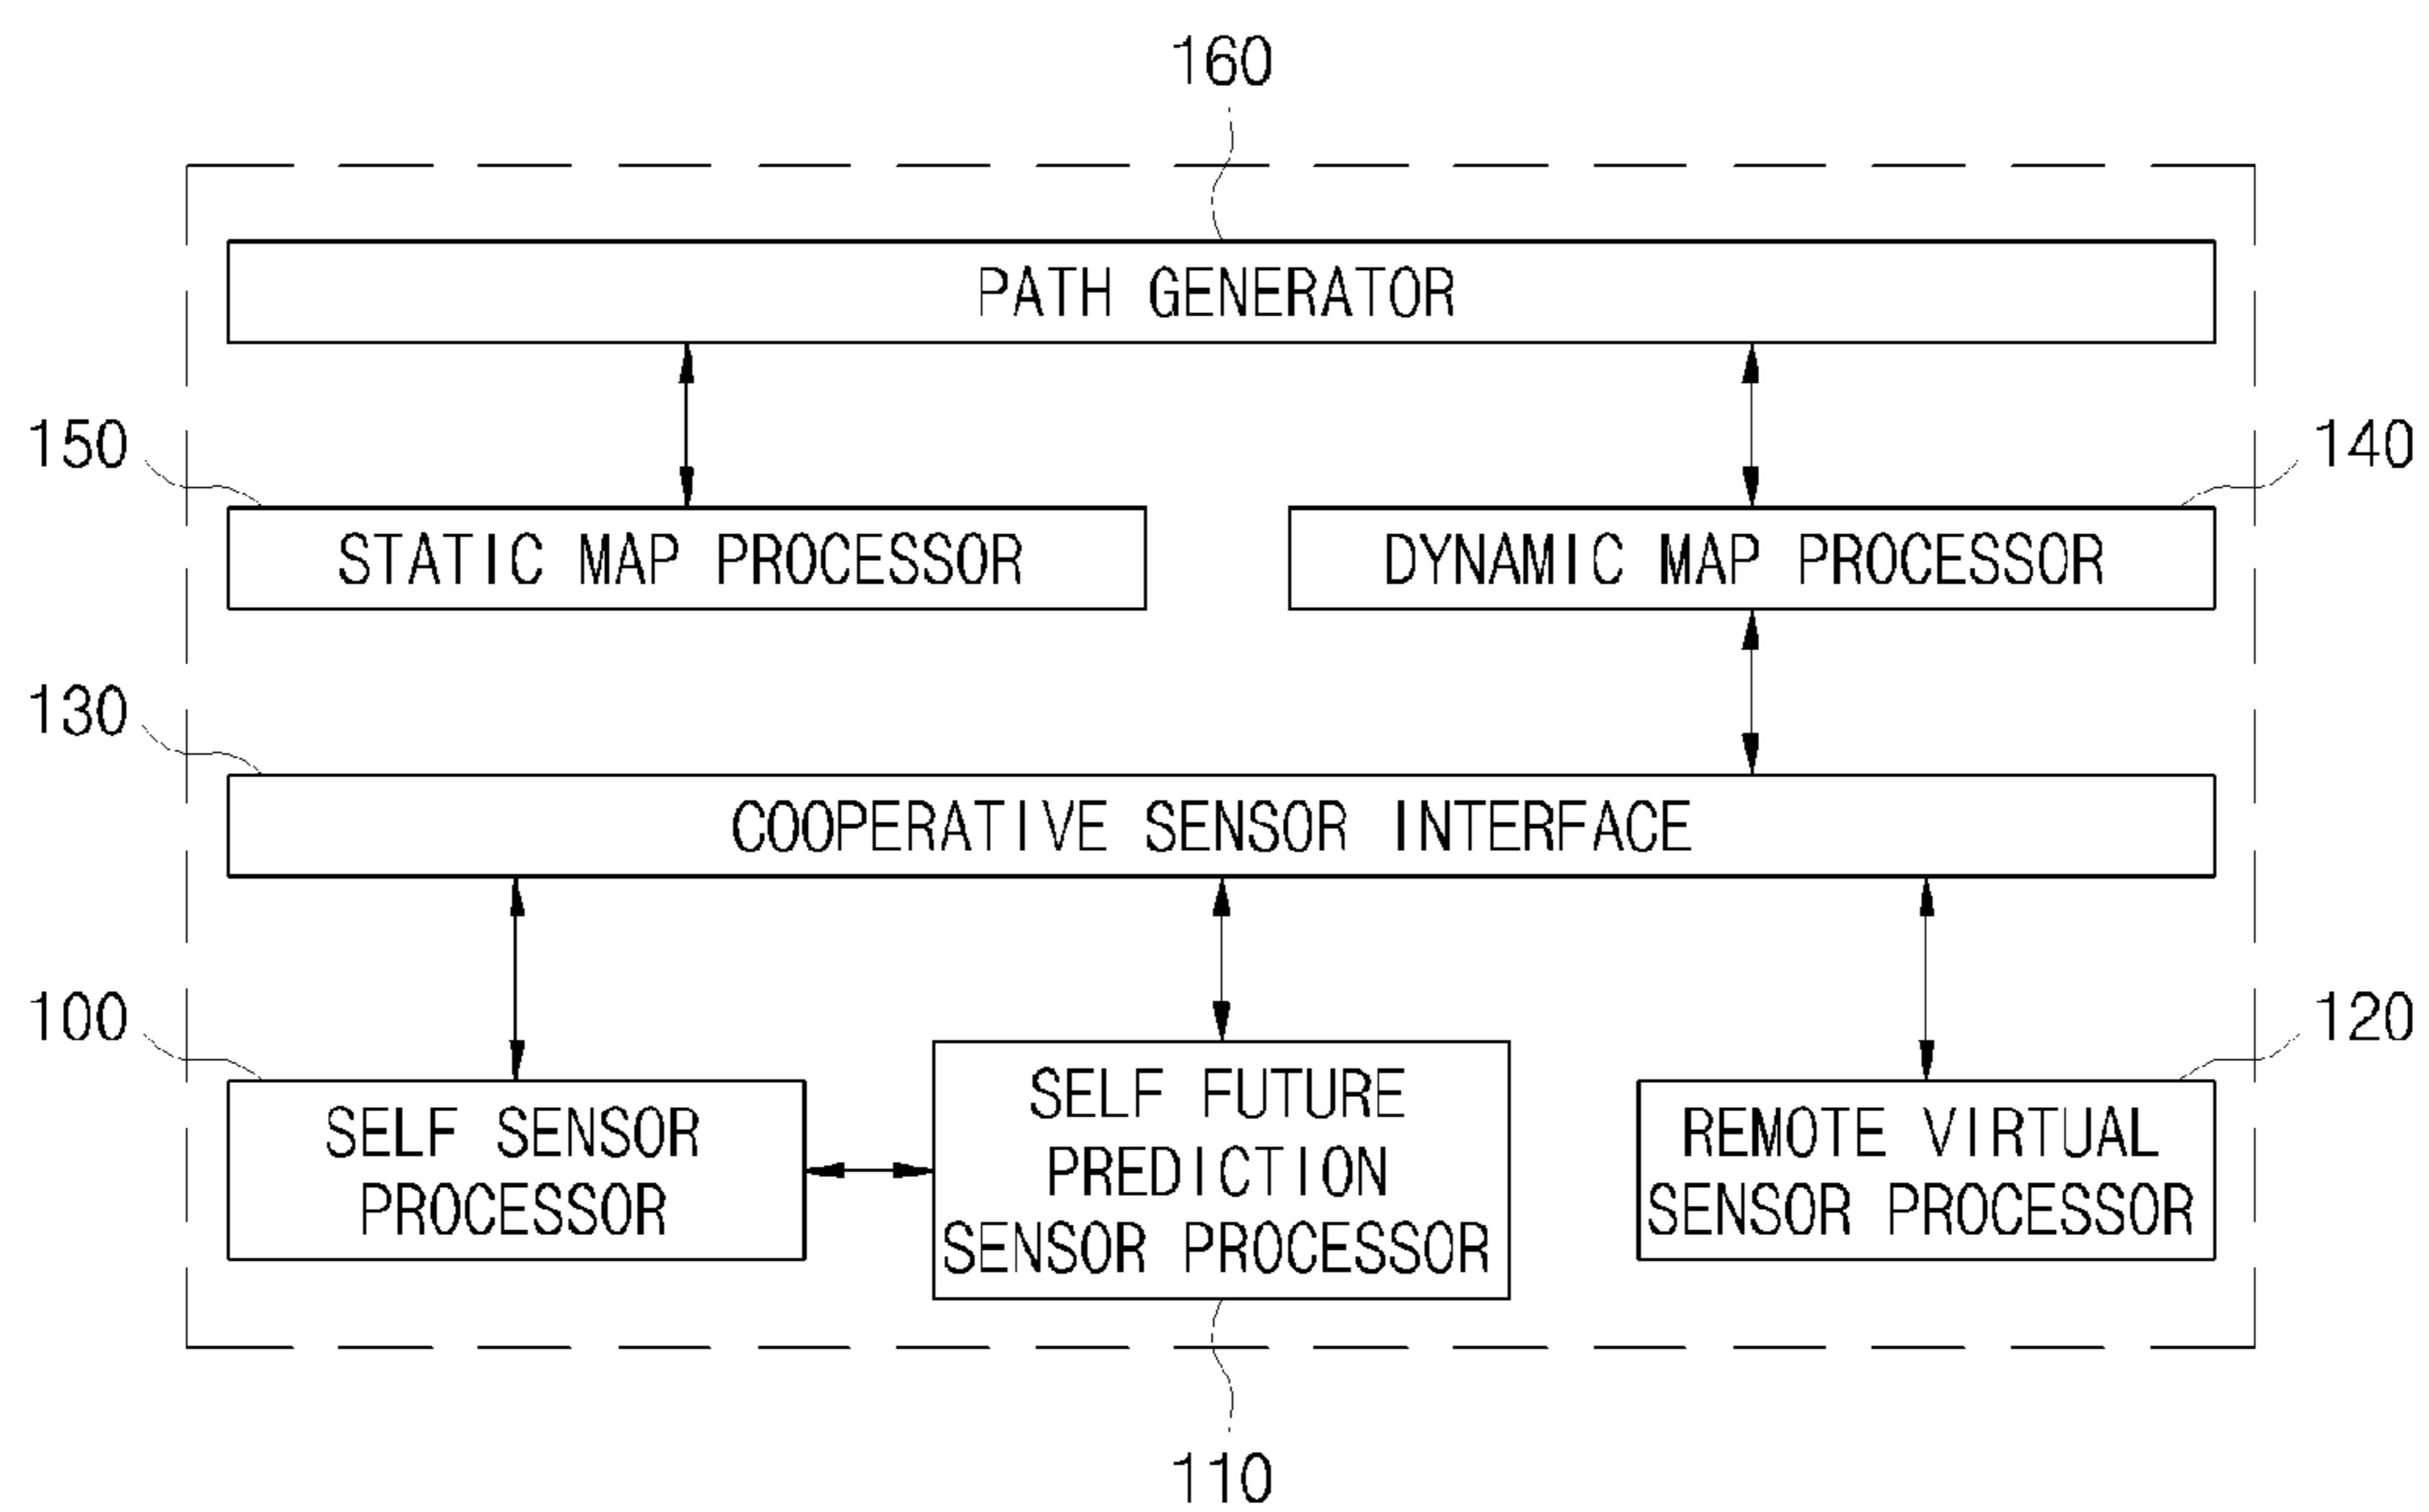 160
PATH GENERATOR
150
140
STATIC MAP PROCESSOR
DYNAMIC MAP PROCESSOR
130
COOPERATIVE SENSOR INTERFACE
100
120
SELF SENSOR
PROCESSOR
SELF FUTURE
PREDICTION
SENSOR PROCESSOR
REMOTE VIRTUAL
SENSOR PROCESSOR
110